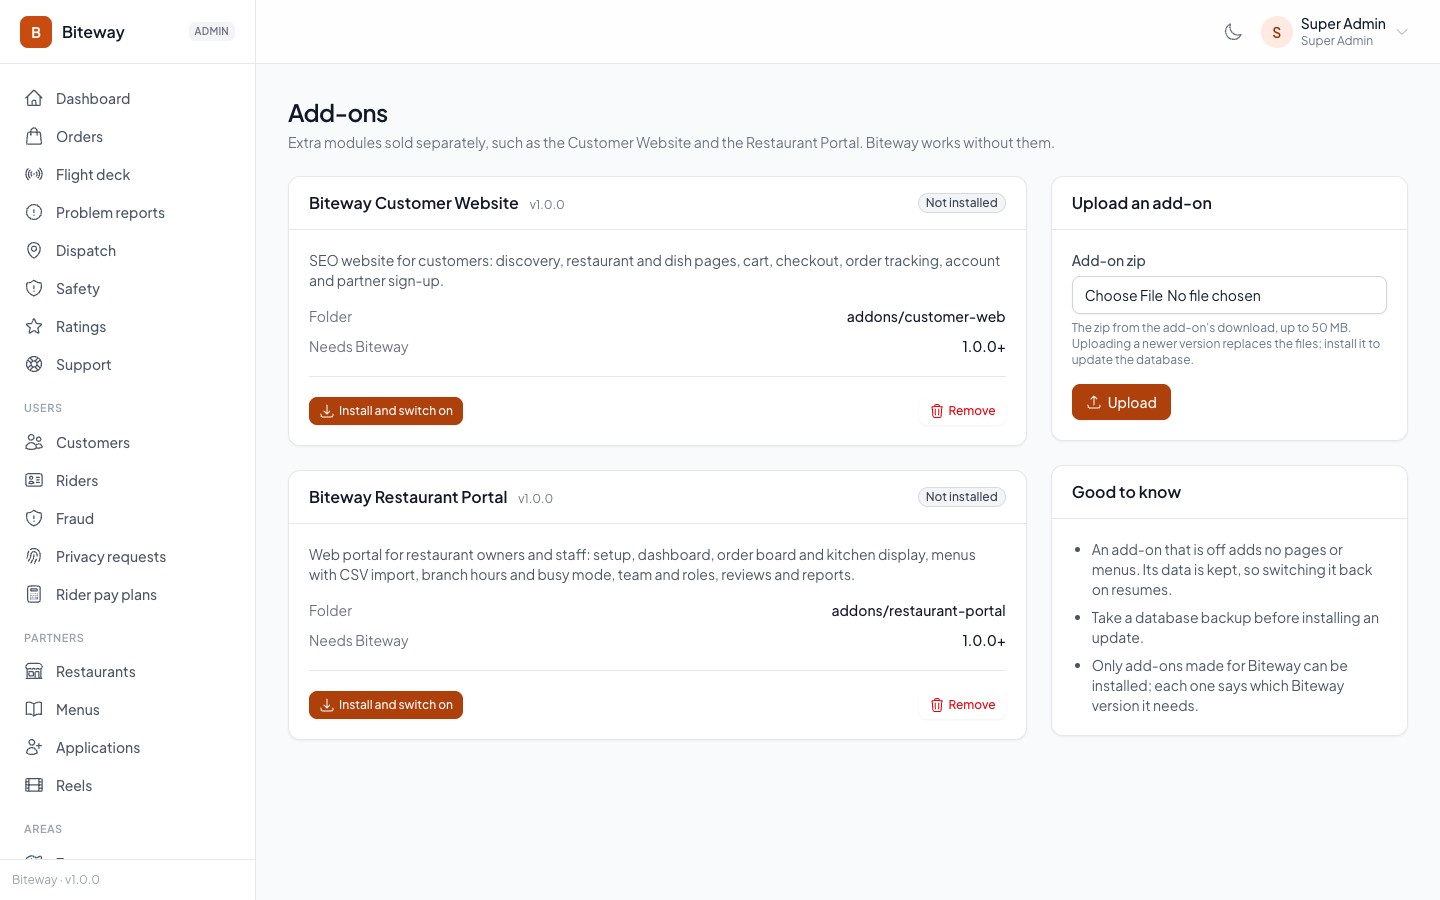 B Biteway ADMIN
Dashboard
Orders
Flight deck
Problem reports
Dispatch
Safety
Ratings
Support
USERS
Customers
Riders
Fraud
Privacy requests
Rider pay plans
PARTNERS
Restaurants
Menus
Applications
Reels
AREAS
Biteway · v1.0.0
S Super Admin
Super Admin
Add-ons
Extra modules sold separately, such as the Customer Website and the Restaurant Portal. Biteway works without them.
Biteway Customer Website v1.0.0 Not installed
SEO website for customers: discovery, restaurant and dish pages, cart, checkout, order tracking, account
and partner sign-up.
Folder addons/customer-web
Needs Biteway 1.0.0+
Install and switch on Remove
Biteway Restaurant Portal v1.0.0 Not installed
Web portal for restaurant owners and staff: setup, dashboard, order board and kitchen display, menus
with CSV import, branch hours and busy mode, team and roles, reviews and reports.
Folder addons/restaurant-portal
Needs Biteway 1.0.0+
Install and switch on Remove
Upload an add-on
Add-on zip
Choose File No file chosen
The zip from the add-on's download, up to 50 MB.
Uploading a newer version replaces the files; install it to
update the database.
Upload
Good to know
• An add-on that is off adds no pages or
menus. Its data is kept, so switching it back
on resumes.
• Take a database backup before installing an
update.
• Only add-ons made for Biteway can be
installed; each one says which Biteway
version it needs.